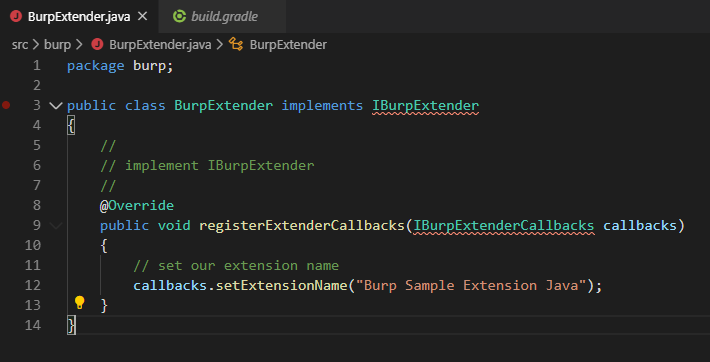 BurpExtender.java
build.gradle
src > burp > BurpExtender.java > BurpExtender
1 package burp;
2
3 public class BurpExtender implements IBurpExtender
4 {
5     //
6     // implement IBurpExtender
7     //
8     @Override
9     public void registerExtenderCallbacks(IBurpExtenderCallbacks callbacks)
10     {
11         // set our extension name
12         callbacks.setExtensionName("Burp Sample Extension Java");
13     }
14 }